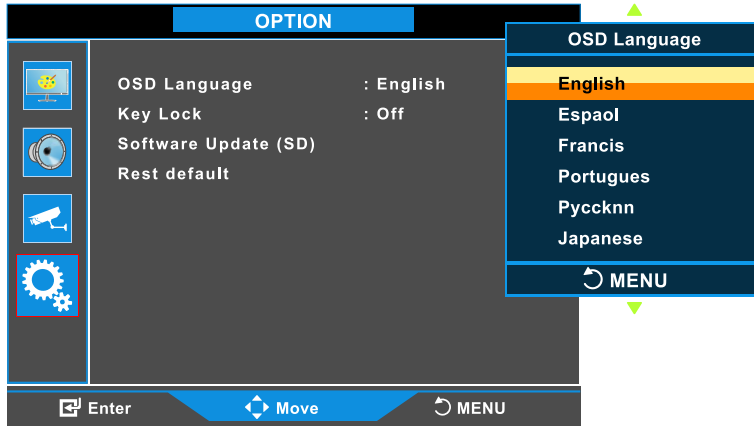 OPTION
OSD Language : English
Key Lock : Off
Software Update (SD)
Rest default
Enter Move MENU
OSD Language
English
Espaol
Francis
Portugues
Pyccknn
Japanese
MENU